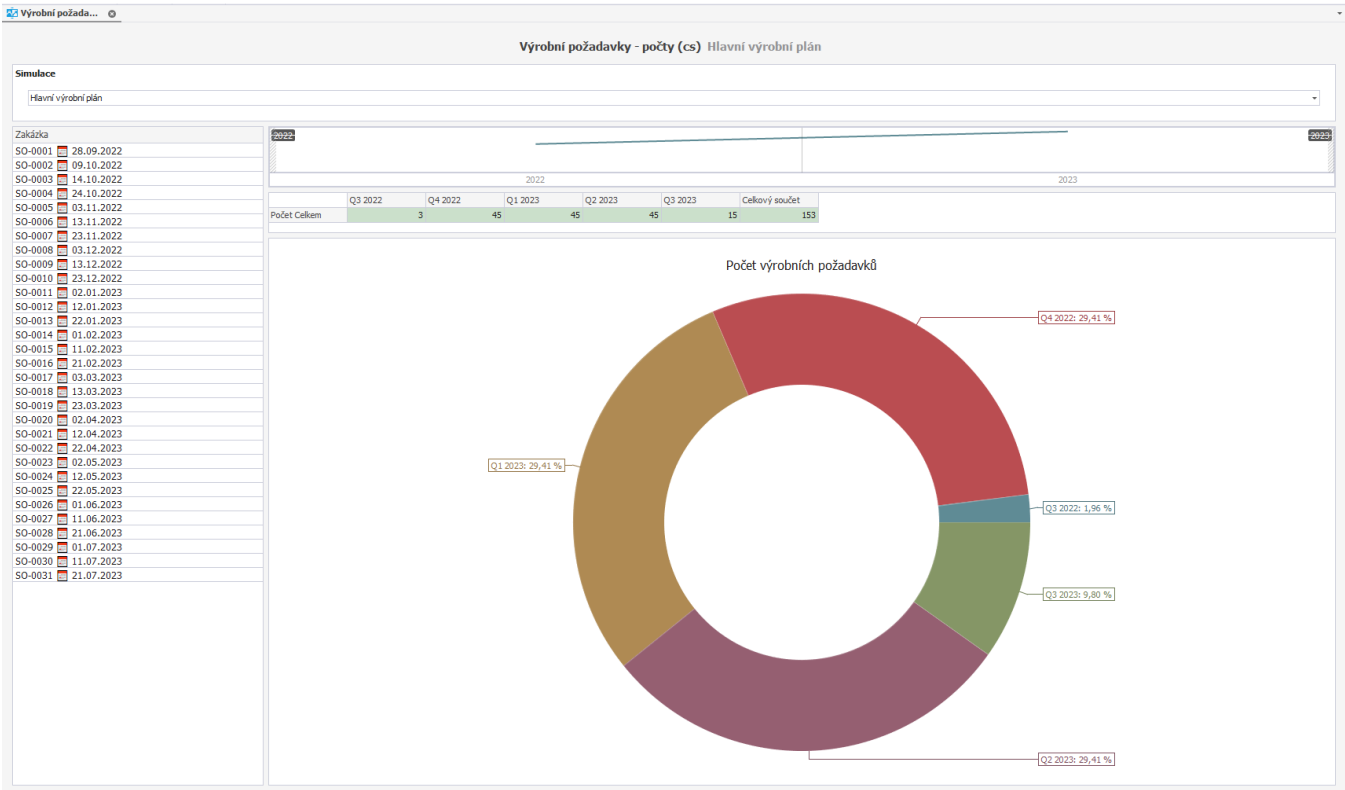 Výrobní požada...
Výrobní požadavky - počty (cs) Hlavní výrobní plán
Simulace
Hlavní výrobní plán
Zakázka
SO-0001 28.09.2022
SO-0002 09.10.2022
SO-0003 14.10.2022
SO-0004 24.10.2022
SO-0005 03.11.2022
SO-0006 13.11.2022
SO-0007 23.11.2022
SO-0008 03.12.2022
SO-0009 13.12.2022
SO-0010 23.12.2022
SO-0011 02.01.2023
SO-0012 12.01.2023
SO-0013 22.01.2023
SO-0014 01.02.2023
SO-0015 11.02.2023
SO-0016 21.02.2023
SO-0017 03.03.2023
SO-0018 13.03.2023
SO-0019 23.03.2023
SO-0020 02.04.2023
SO-0021 12.04.2023
SO-0022 22.04.2023
SO-0023 02.05.2023
SO-0024 12.05.2023
SO-0025 22.05.2023
SO-0026 01.06.2023
SO-0027 11.06.2023
SO-0028 21.06.2023
SO-0029 01.07.2023
SO-0030 11.07.2023
SO-0031 21.07.2023
2022 2023
2022 2023
Q3 2022 Q4 2022 Q1 2023 Q2 2023 Q3 2023 Celkový součet
Počet Celkem 3 45 45 45 15 153
Počet výrobních požadavků
Q4 2022: 29,41 %
Q1 2023: 29,41 %
Q3 2022: 1,96 %
Q3 2023: 9,80 %
Q2 2023: 29,41 %